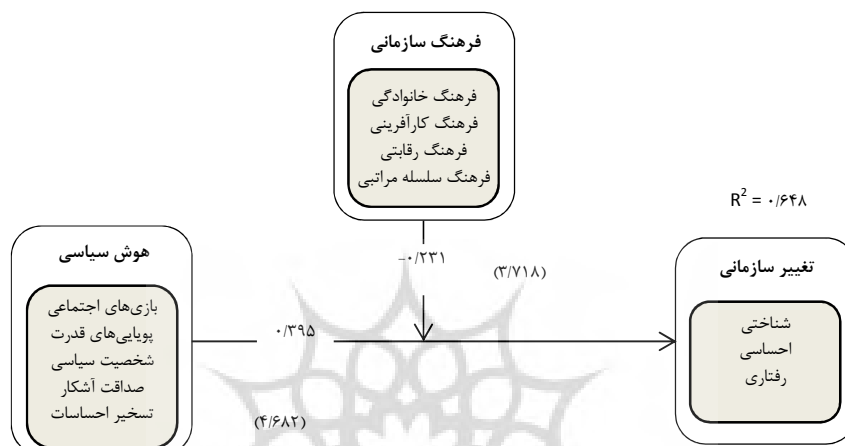 فرهنگ سازمانی
فرهنگ خانوادگی
فرهنگ کارآفرینی
فرهنگ رقابتی
فرهنگ سلسله مراتبی
R² = ۰/۶۴۸
هوش سیاسی
بازی‌های اجتماعی
پویایی‌های قدرت
شخصیت سیاسی
صداقت آشکار
تسخیر احساسات
-۰/۲۳۱
(۳/۷۱۸)
۰/۳۹۵
(۴/۶۸۲)
تغییر سازمانی
شناختی
احساسی
رفتاری